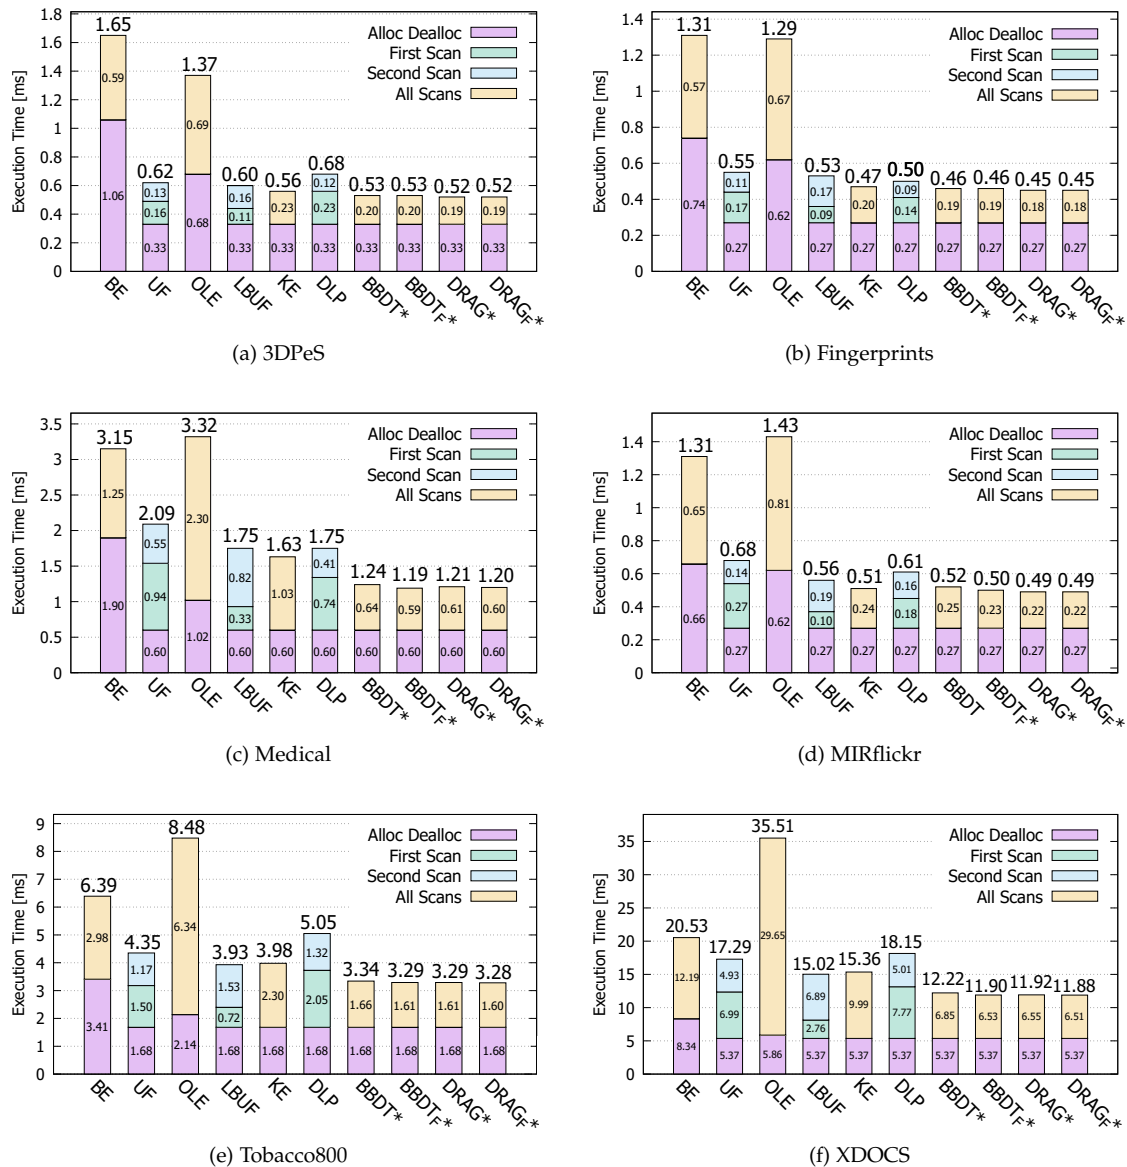 1.8
1.6
1.4
1.2
1
0.8
0.6
0.4
0.2
0
Execution Time [ms]
Alloc Dealloc
First Scan
Second Scan
All Scans
1.65
0.62
1.37
0.60
0.56
0.68
0.53
0.53
0.52
0.52
0.59
1.06
0.13
0.16
0.33
0.69
0.68
0.16
0.11
0.33
0.23
0.33
0.12
0.23
0.33
0.20
0.33
0.20
0.33
0.19
0.33
0.19
0.33
BE
UF
OLE
LBUF
KE
DLP
BBDT*
BBDT_F*
DRAG*
DRAG_F*
(a) 3DPeS
1.4
1.2
1
0.8
0.6
0.4
0.2
0
Execution Time [ms]
Alloc Dealloc
First Scan
Second Scan
All Scans
1.31
0.55
1.29
0.53
0.47
0.50
0.46
0.46
0.45
0.45
0.57
0.74
0.11
0.17
0.27
0.67
0.62
0.17
0.09
0.27
0.20
0.27
0.09
0.14
0.27
0.19
0.27
0.19
0.27
0.18
0.27
0.18
0.27
BE
UF
OLE
LBUF
KE
DLP
BBDT*
BBDT_F*
DRAG*
DRAG_F*
(b) Fingerprints
3.5
3
2.5
2
1.5
1
0.5
0
Execution Time [ms]
Alloc Dealloc
First Scan
Second Scan
All Scans
3.15
2.09
3.32
1.75
1.63
1.75
1.24
1.19
1.21
1.20
1.25
1.90
0.55
0.94
0.60
2.30
1.02
0.82
0.33
0.60
1.03
0.60
0.41
0.74
0.60
0.64
0.60
0.59
0.60
0.61
0.60
0.60
0.60
BE
UF
OLE
LBUF
KE
DLP
BBDT*
BBDT_F*
DRAG*
DRAG_F*
(c) Medical
1.4
1.2
1
0.8
0.6
0.4
0.2
0
Execution Time [ms]
Alloc Dealloc
First Scan
Second Scan
All Scans
1.31
0.68
1.43
0.56
0.51
0.61
0.52
0.50
0.49
0.49
0.65
0.66
0.14
0.27
0.27
0.81
0.62
0.19
0.10
0.27
0.24
0.27
0.16
0.18
0.27
0.25
0.27
0.23
0.27
0.22
0.27
0.22
0.27
BE
UF
OLE
LBUF
KE
DLP
BBDT
BBDT_F*
DRAG*
DRAG_F*
(d) MIRflickr
9
8
7
6
5
4
3
2
1
0
Execution Time [ms]
Alloc Dealloc
First Scan
Second Scan
All Scans
6.39
4.35
8.48
3.93
3.98
5.05
3.34
3.29
3.29
3.28
2.98
3.41
1.17
1.50
1.68
6.34
2.14
1.53
0.72
1.68
2.30
1.68
1.32
2.05
1.68
1.66
1.68
1.61
1.68
1.61
1.68
1.60
1.68
BE
UF
OLE
LBUF
KE
DLP
BBDT*
BBDT_F*
DRAG*
DRAG_F*
(e) Tobacco800
35
30
25
20
15
10
5
0
Execution Time [ms]
Alloc Dealloc
First Scan
Second Scan
All Scans
20.53
17.29
35.51
15.02
15.36
18.15
12.22
11.90
11.92
11.88
12.19
8.34
4.93
6.99
5.37
29.65
5.86
6.89
2.76
5.37
9.99
5.37
5.01
7.77
5.37
6.85
5.37
6.53
5.37
6.55
5.37
6.51
5.37
BE
UF
OLE
LBUF
KE
DLP
BBDT*
BBDT_F*
DRAG*
DRAG_F*
(f) XDOCS